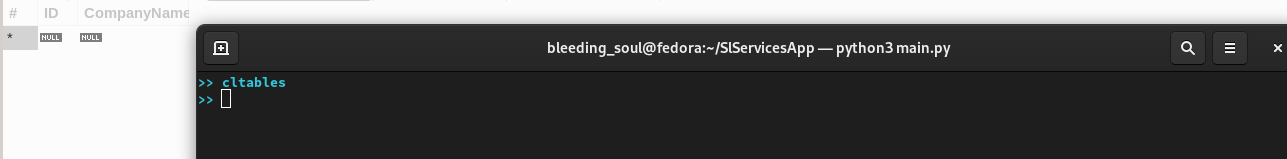 # ID CompanyName
* NULL NULL
bleeding_soul@fedora:~/SlServicesApp — python3 main.py
>> cltables
>>